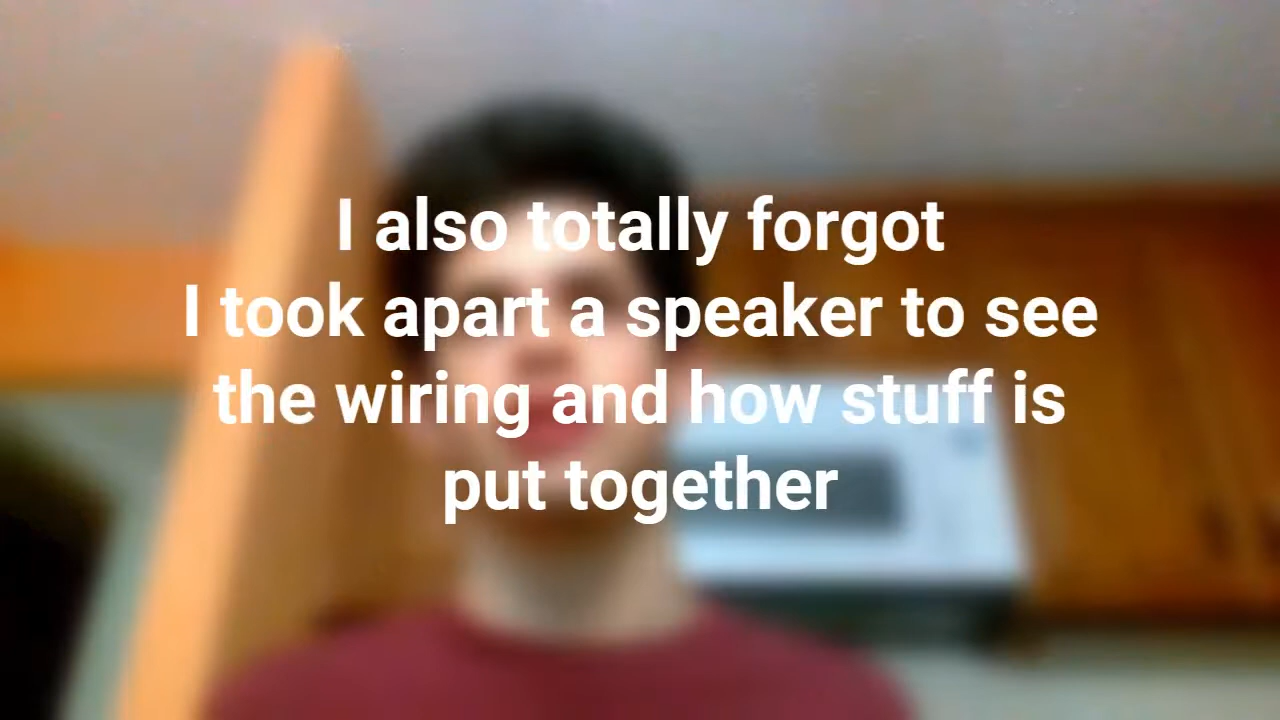 I also totally forgot
I took apart a speaker to see
the wiring and how stuff is
put together